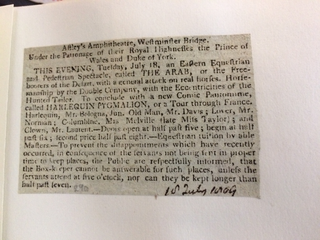 Astley's Amphitheatre, Westminster Bridge.
Under the Patronage of their Royal Highnesses the Prince of
Wales and Duke of York.
THIS EVENING, Tuesday, July 18, an Eastern Equestrian
and Pedestrian Spectacle, called THE ARAB, or the Free-
booters of the Desert, with a general attack on real horses. Horse-
manship by the Double Company, with the Eccentricities of the
Hunted Tailor. To conclude with a new Comic Pantomime,
called HARLEQUIN PYGMALION, or a Tour through France.
Harlequin, Mr. Bologna, jun. Old Man, Mr. Davis; Lover, Mr.
Norman; Columbine, Mrs. Melville (late Miss Taylor); and
Clown, Mr. Laurent.—Doors open at half past five; begin at half
past six; second price half past eight.—Equestrian tuition by able
Masters.—To prevent the disappointments which have recently
occurred, in consequence of the servants not being sent in proper
time to keep places, the Public are respectfully informed, that
the Box-keeper cannot be answerable for such places, unless the
servants attend at five o'clock, nor can they be kept longer than
half past seven.
18 July 1809